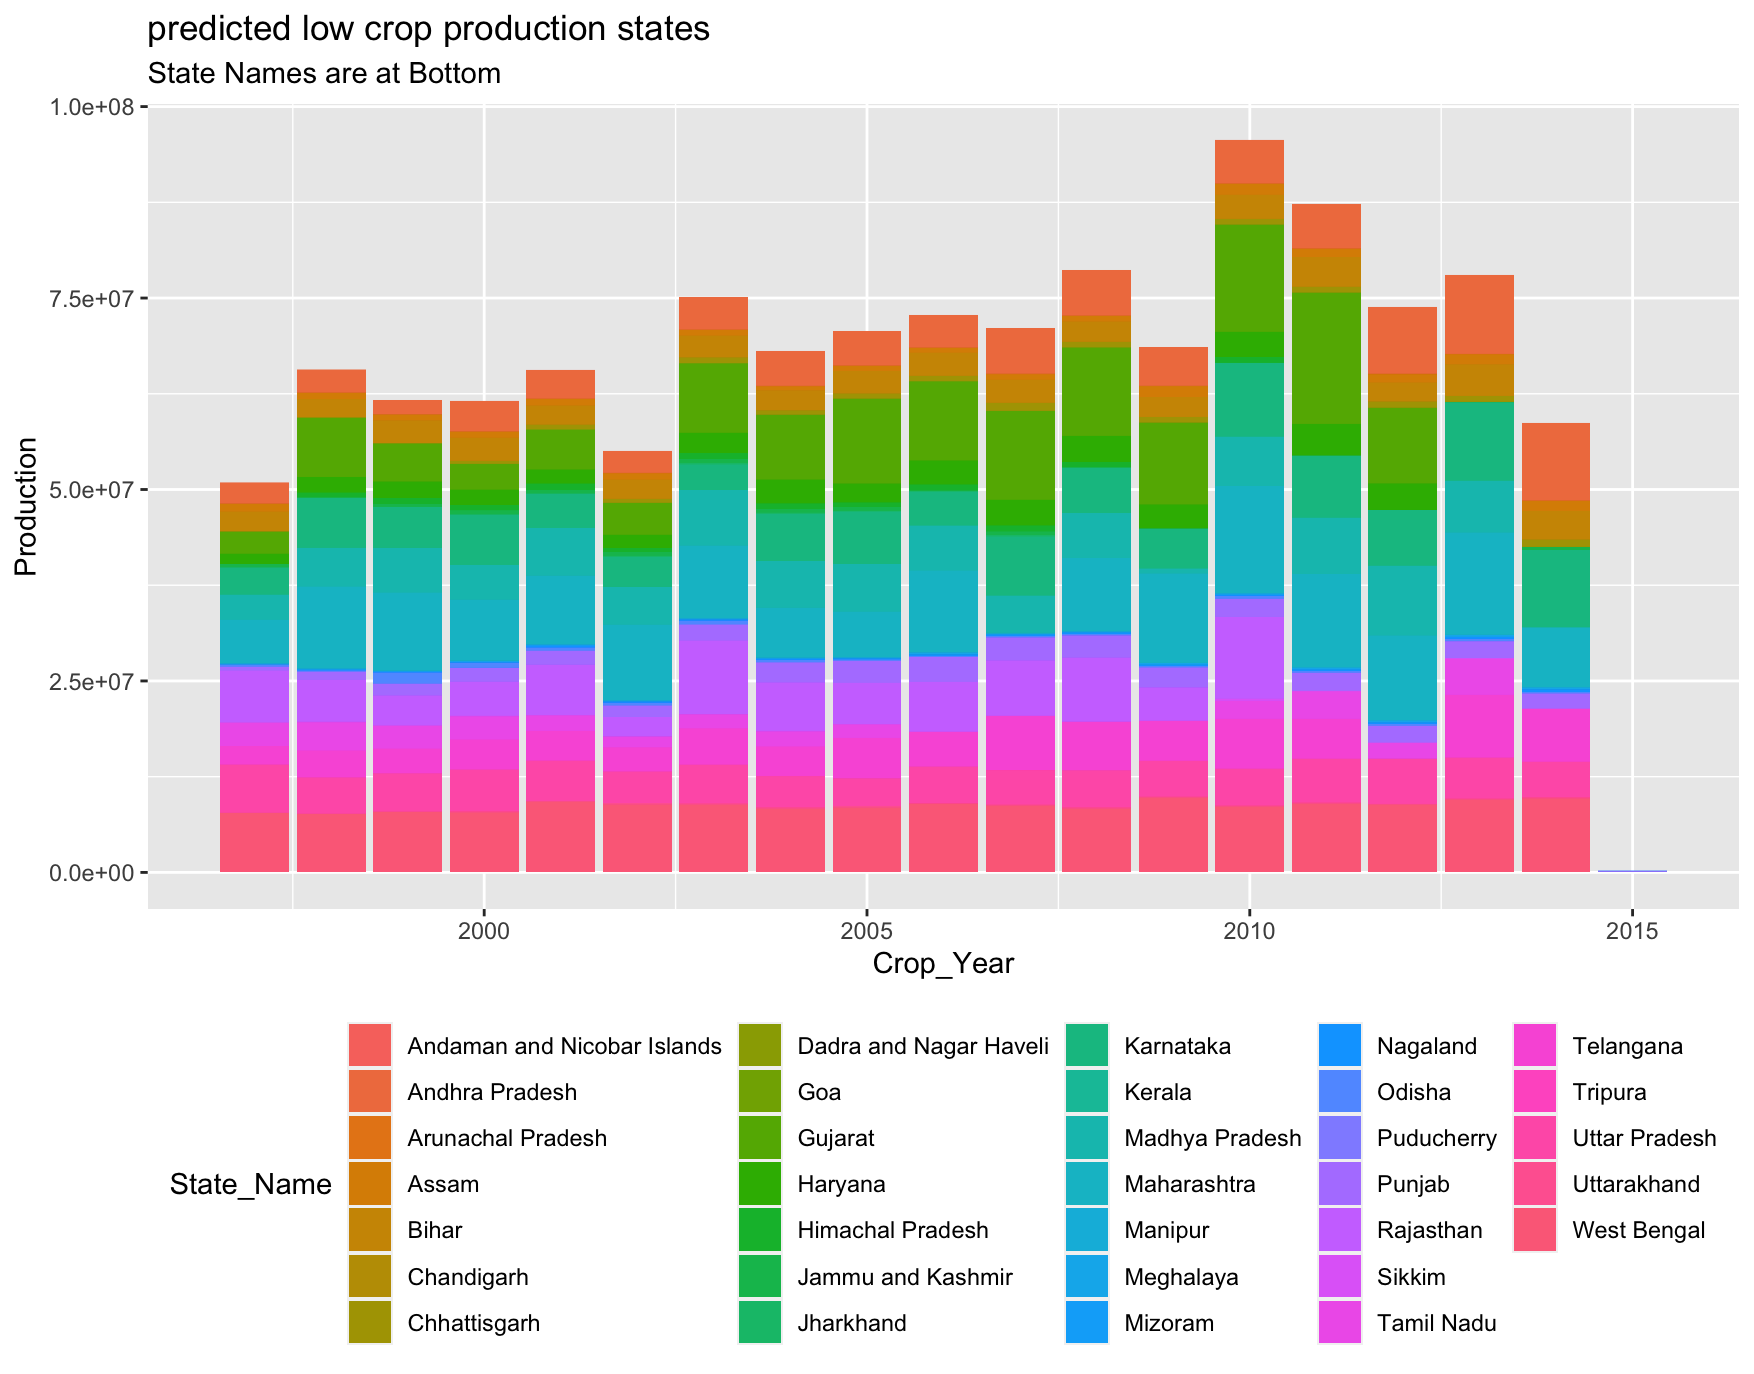 predicted low crop production states
State Names are at Bottom
1.0e+08
7.5e+07
5.0e+07
2.5e+07
0.0e+00
Production
2000 2005 2010 2015
Crop_Year
State_Name
Andaman and Nicobar Islands
Andhra Pradesh
Arunachal Pradesh
Assam
Bihar
Chandigarh
Chhattisgarh
Dadra and Nagar Haveli
Goa
Gujarat
Haryana
Himachal Pradesh
Jammu and Kashmir
Jharkhand
Karnataka
Kerala
Madhya Pradesh
Maharashtra
Manipur
Meghalaya
Mizoram
Nagaland
Odisha
Puducherry
Punjab
Rajasthan
Sikkim
Tamil Nadu
Telangana
Tripura
Uttar Pradesh
Uttarakhand
West Bengal